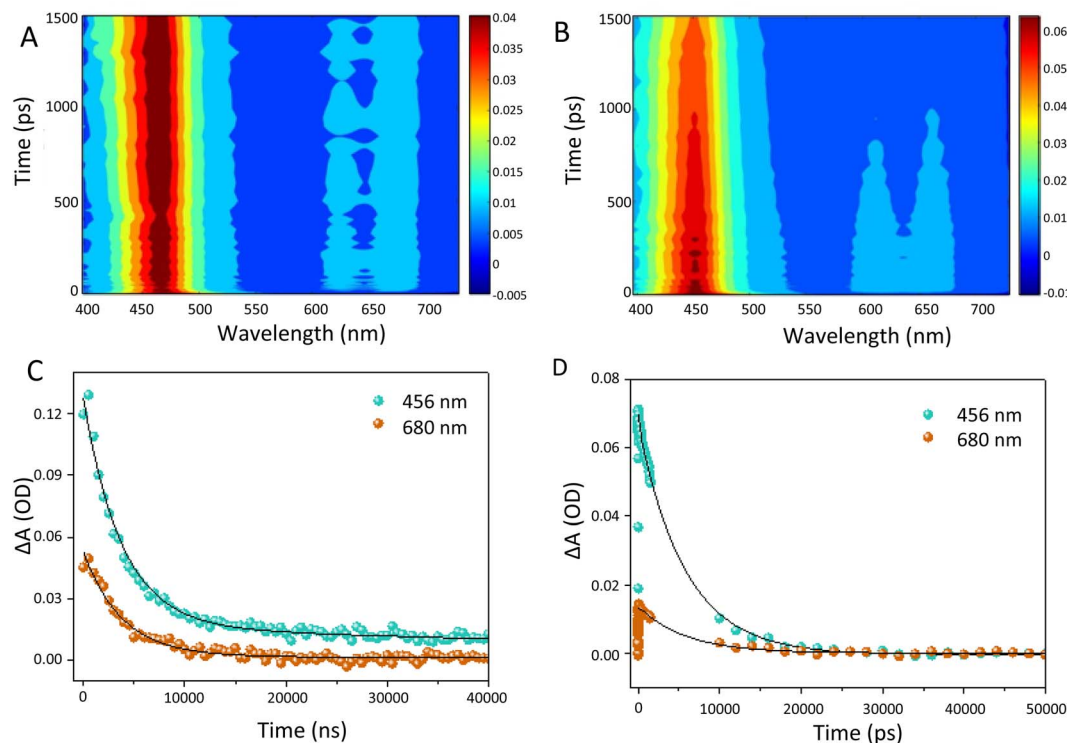 A
1500
1000
500
0
Time (ps)
400 450 500 550 600 650 700
Wavelength (nm)
0.04
0.035
0.03
0.025
0.02
0.015
0.01
0.005
0
-0.005
B
1500
1000
500
0
Time (ps)
400 450 500 550 600 650 700
Wavelength (nm)
0.06
0.05
0.04
0.03
0.02
0.01
0
-0.01
C
456 nm
680 nm
0.12
0.09
0.06
0.03
0.00
ΔA (OD)
0 10000 20000 30000 40000
Time (ns)
D
456 nm
680 nm
0.08
0.06
0.04
0.02
0.00
ΔA (OD)
0 10000 20000 30000 40000 50000
Time (ps)